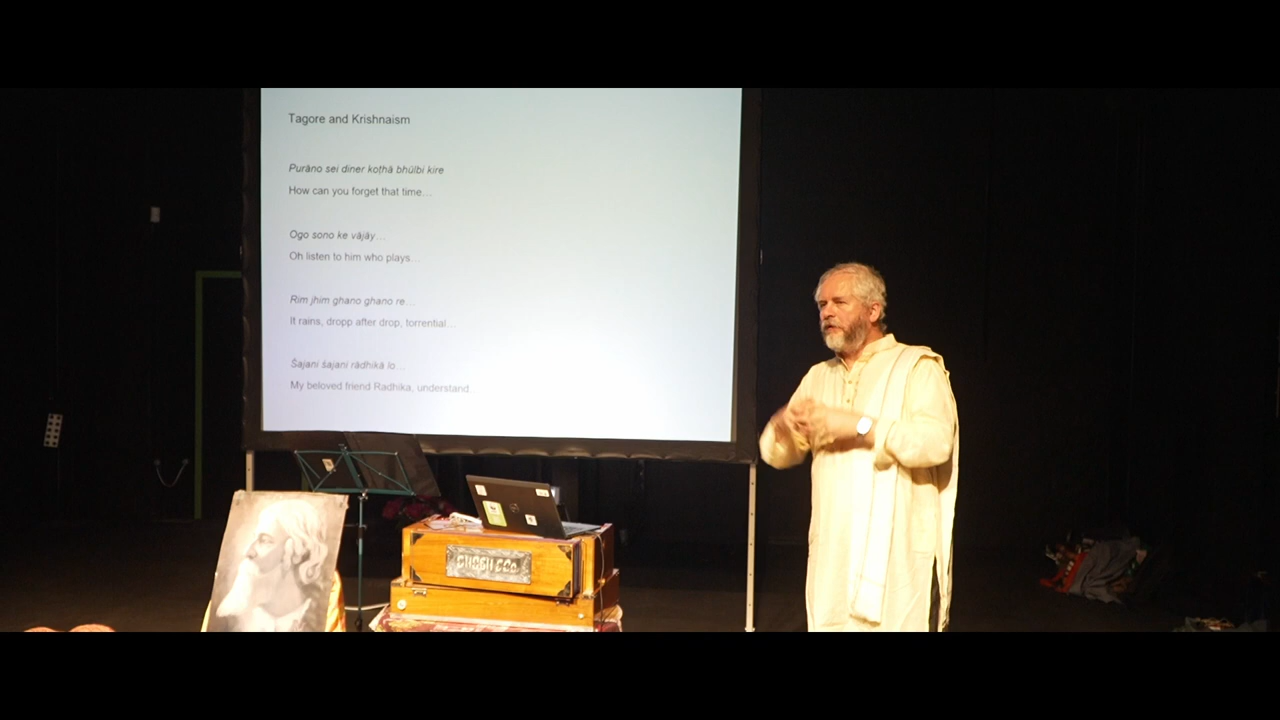 Tagore and Krishnaism
Purāno sei diner koṭhā bhūlbi kire
How can you forget that time...
Ogo sono ke vājāy...
Oh listen to him who plays...
Rim jhim ghano ghano re...
It rains, dropp after drop, torrential...
Śajani śajani rādhikā lo...
My beloved friend Radhika, understand.